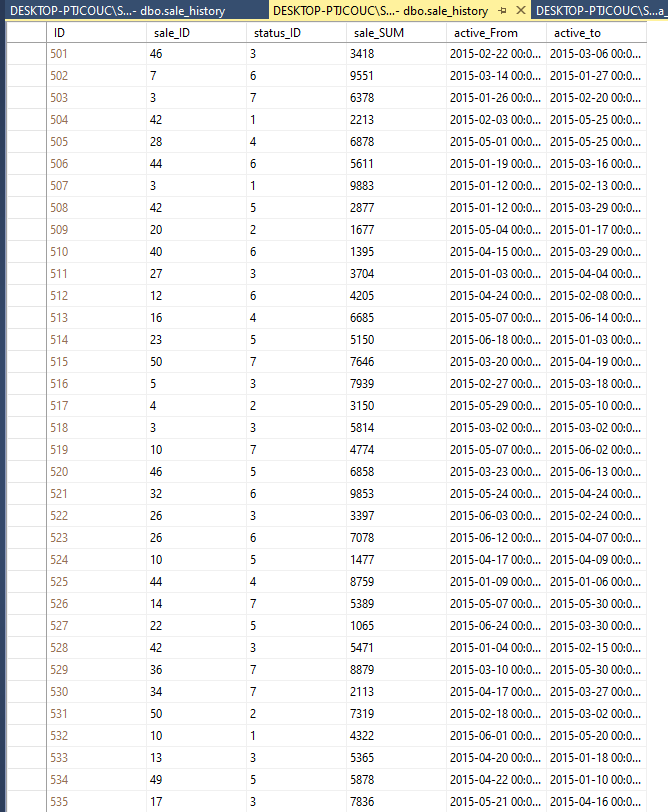 DESKTOP-PTJCOUC\S...- dbo.sale_history DESKTOP-PTJCOUC\S...- dbo.sale_history DESKTOP-PTJCOUC\S...a_
ID sale_ID status_ID sale_SUM active_From active_to
501 46 3 3418 2015-02-22 00:0... 2015-03-06 00:0...
502 7 6 9551 2015-03-14 00:0... 2015-01-27 00:0...
503 3 7 6378 2015-01-26 00:0... 2015-02-20 00:0...
504 42 1 2213 2015-02-03 00:0... 2015-05-25 00:0...
505 28 4 6878 2015-05-01 00:0... 2015-05-25 00:0...
506 44 6 5611 2015-01-19 00:0... 2015-03-16 00:0...
507 3 1 9883 2015-01-12 00:0... 2015-02-13 00:0...
508 42 5 2877 2015-01-12 00:0... 2015-03-29 00:0...
509 20 2 1677 2015-05-04 00:0... 2015-01-17 00:0...
510 40 6 1395 2015-04-15 00:0... 2015-03-29 00:0...
511 27 3 3704 2015-01-03 00:0... 2015-04-04 00:0...
512 12 6 4205 2015-04-24 00:0... 2015-02-08 00:0...
513 16 4 6685 2015-05-07 00:0... 2015-06-14 00:0...
514 23 5 5150 2015-06-18 00:0... 2015-01-03 00:0...
515 50 7 7646 2015-03-20 00:0... 2015-04-19 00:0...
516 5 3 7939 2015-02-27 00:0... 2015-03-18 00:0...
517 4 2 3150 2015-05-29 00:0... 2015-05-10 00:0...
518 3 3 5814 2015-03-02 00:0... 2015-03-02 00:0...
519 10 7 4774 2015-05-07 00:0... 2015-06-02 00:0...
520 46 5 6858 2015-03-23 00:0... 2015-06-13 00:0...
521 32 6 9853 2015-05-24 00:0... 2015-04-24 00:0...
522 26 3 3397 2015-06-03 00:0... 2015-02-24 00:0...
523 26 6 7078 2015-06-12 00:0... 2015-04-07 00:0...
524 10 5 1477 2015-04-17 00:0... 2015-04-09 00:0...
525 44 4 8759 2015-01-09 00:0... 2015-01-06 00:0...
526 14 7 5389 2015-05-07 00:0... 2015-05-30 00:0...
527 22 5 1065 2015-06-24 00:0... 2015-03-30 00:0...
528 42 3 5471 2015-01-04 00:0... 2015-02-15 00:0...
529 36 7 8879 2015-03-10 00:0... 2015-05-30 00:0...
530 34 7 2113 2015-04-17 00:0... 2015-03-27 00:0...
531 50 2 7319 2015-02-18 00:0... 2015-03-02 00:0...
532 10 1 4322 2015-06-01 00:0... 2015-05-20 00:0...
533 13 3 5365 2015-04-20 00:0... 2015-01-18 00:0...
534 49 5 5878 2015-04-22 00:0... 2015-01-10 00:0...
535 17 3 7836 2015-05-21 00:0... 2015-04-16 00:0...